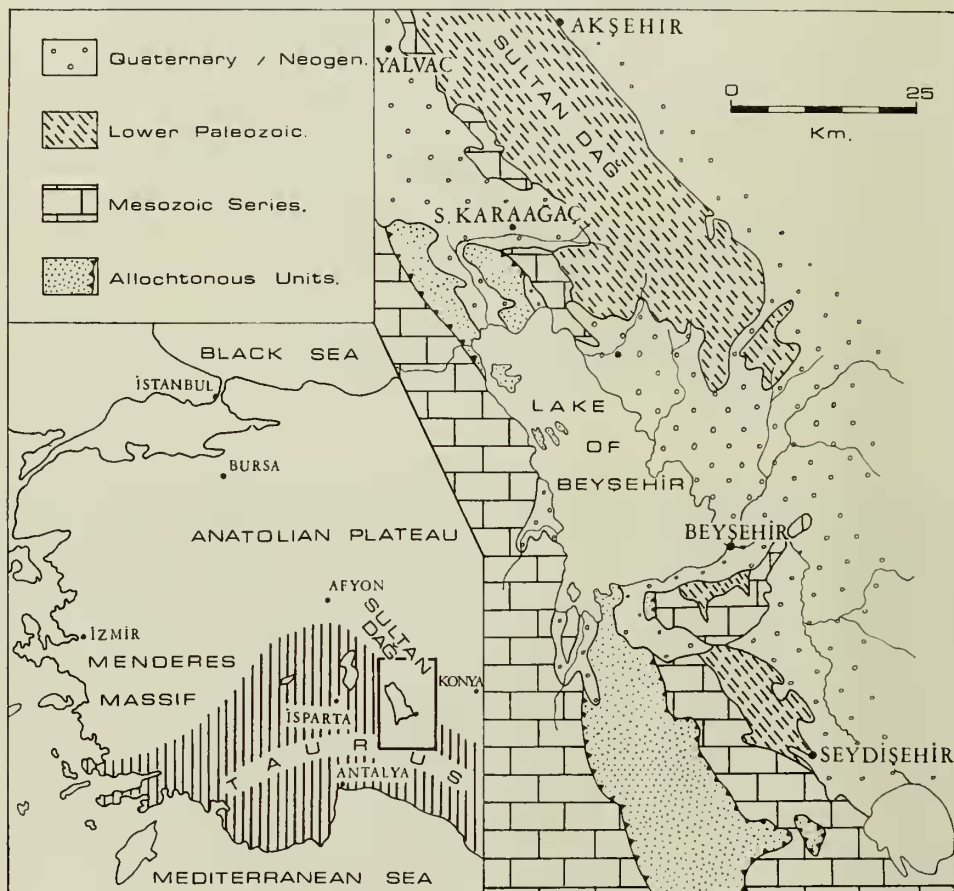 Quaternary / Neogen.
Lower Paleozoic.
Mesozoic Series.
Allochtonous Units.
AKŞEHIR
YALVAÇ
SULTAN DAĞ
0 25
Km.
S. KARAAĞAÇ
LAKE
OF
BEYŞEHİR
BEYŞEHİR
SEYDİŞEHİR
BLACK SEA
İSTANBUL
BURSA
ANATOLIAN PLATEAU
AFYON
SULTAN
DAĞ
İZMİR
MENDERES
MASSIF
KONYA
İSPARTA
TAURUS
ANTALYA
MEDITERRANEAN SEA